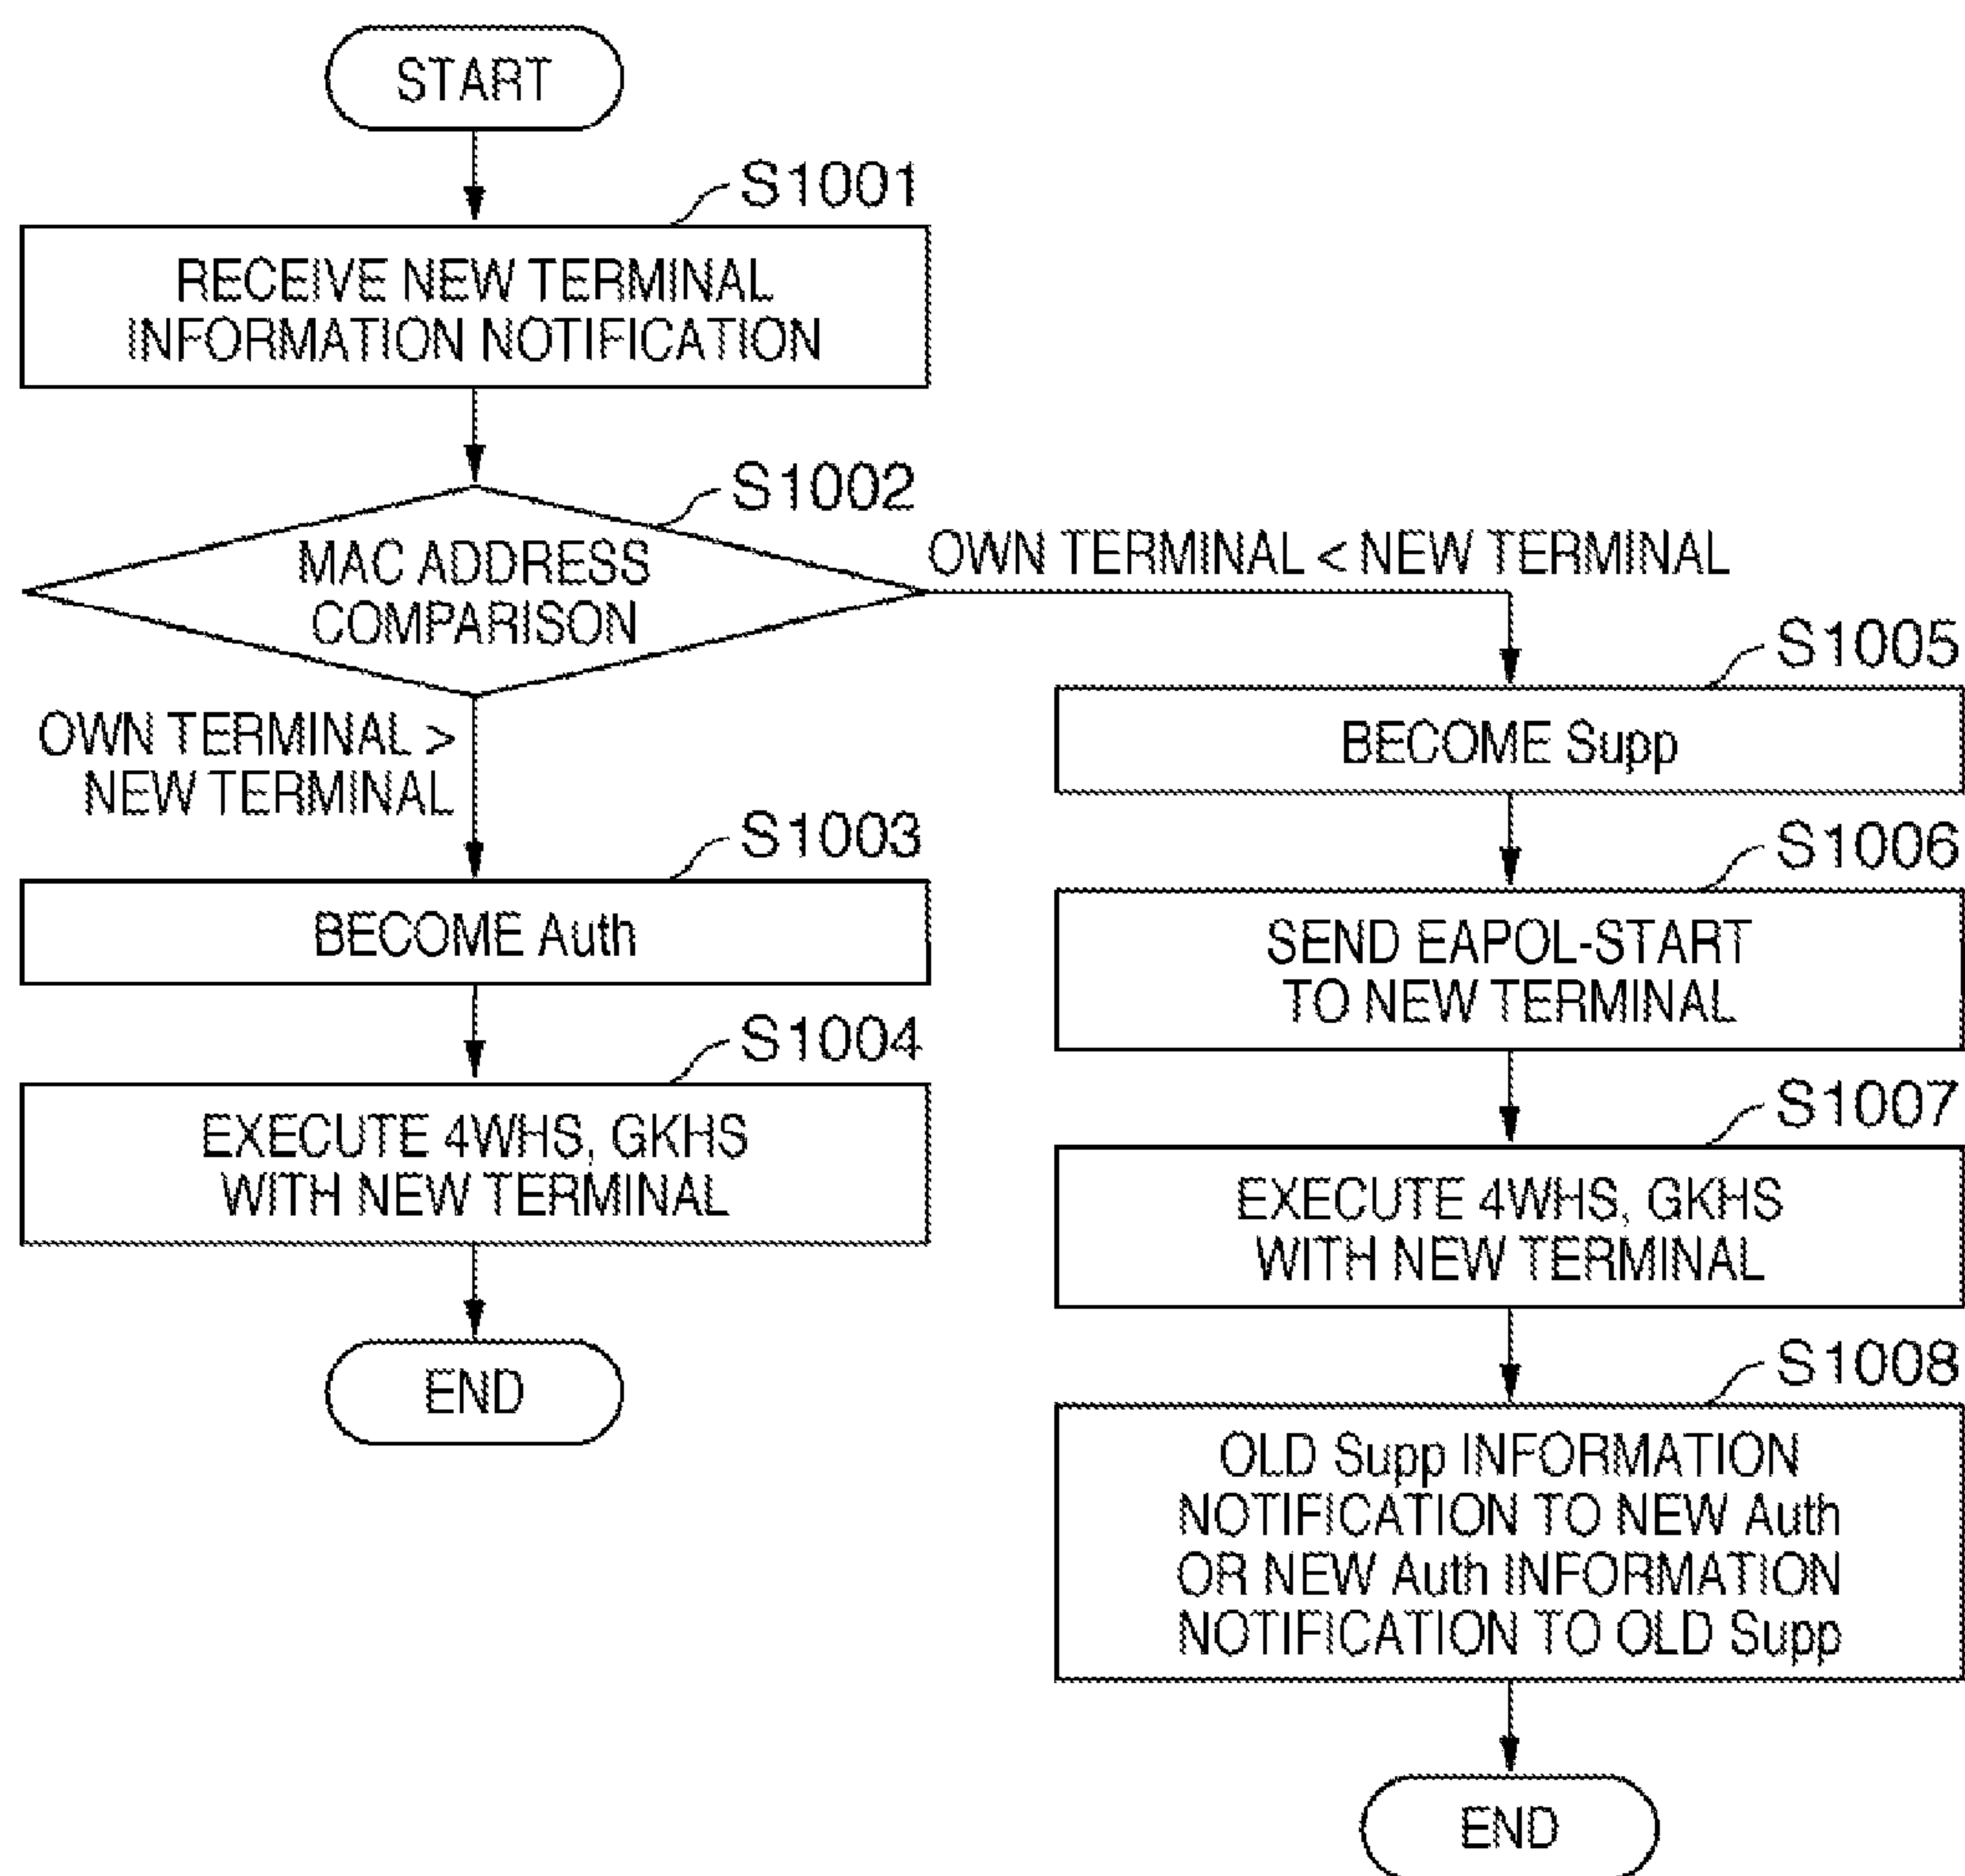 START
S1001
RECEIVE NEW TERMINAL
INFORMATION NOTIFICATION
S1002
MAC ADDRESS
COMPARISON
OWN TERMINAL < NEW TERMINAL
OWN TERMINAL >
NEW TERMINAL
S1003
BECOME Auth
S1004
EXECUTE 4WHS, GKHS
WITH NEW TERMINAL
END
S1005
BECOME Supp
S1006
SEND EAPOL-START
TO NEW TERMINAL
S1007
EXECUTE 4WHS, GKHS
WITH NEW TERMINAL
S1008
OLD Supp INFORMATION
NOTIFICATION TO NEW Auth
OR NEW Auth INFORMATION
NOTIFICATION TO OLD Supp
END